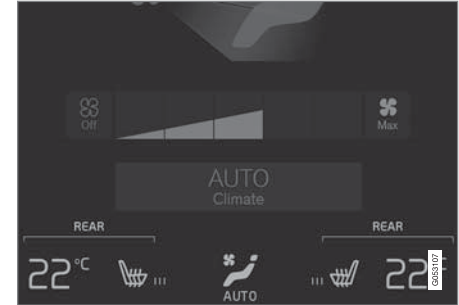 Off
Max
AUTO
Climate
REAR
REAR
22°C
22
AUTO
G053107